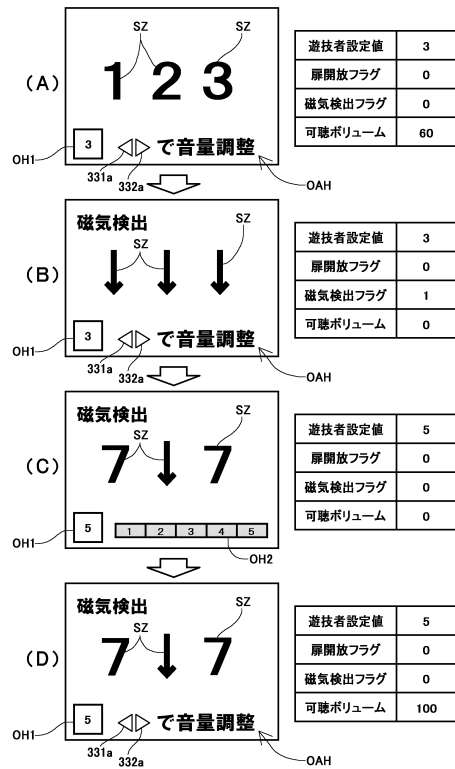 SZ
SZ
(A)
1 2 3
3
で音量調整
OH1
331a
332a
OAH
遊技者設定値 3
扉開放フラグ 0
磁気検出フラグ 0
可聴ボリューム 60
磁気検出
SZ
SZ
(B)
↓ ↓ ↓
3
で音量調整
OH1
331a
332a
OAH
遊技者設定値 3
扉開放フラグ 0
磁気検出フラグ 1
可聴ボリューム 0
磁気検出
SZ
SZ
(C)
7 ↓ 7
5
1 2 3 4 5
OH1
OH2
遊技者設定値 5
扉開放フラグ 0
磁気検出フラグ 0
可聴ボリューム 0
磁気検出
SZ
SZ
(D)
7 ↓ 7
5
で音量調整
OH1
331a
332a
OAH
遊技者設定値 5
扉開放フラグ 0
磁気検出フラグ 0
可聴ボリューム 100